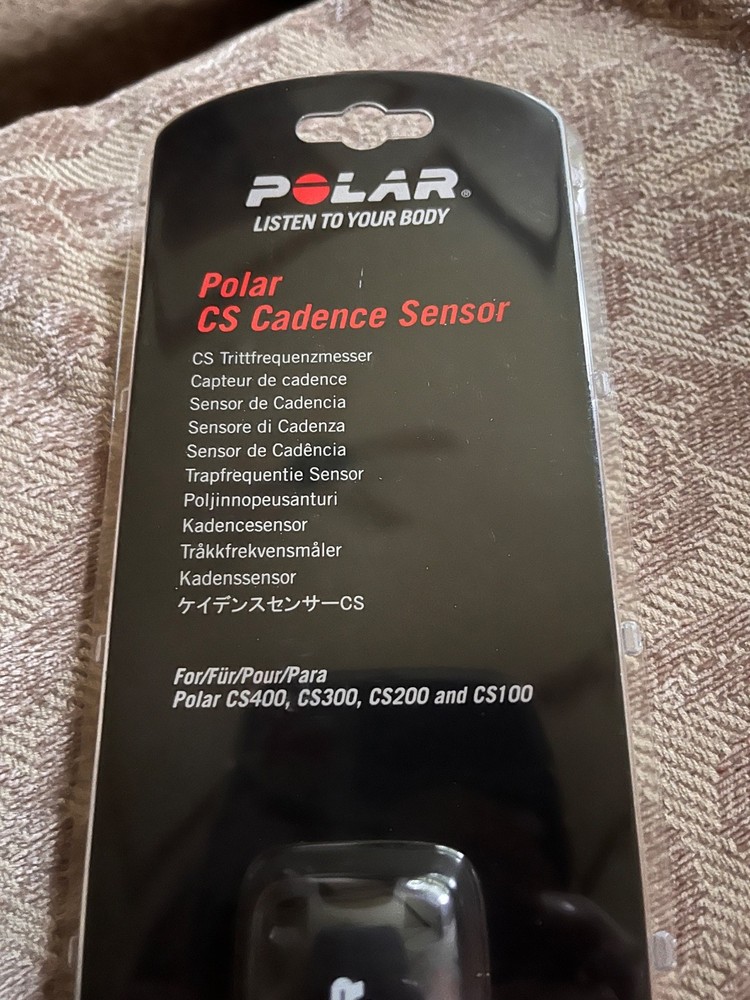 POLAR®
LISTEN TO YOUR BODY
Polar
CS Cadence Sensor
CS Trittfrequenzmesser
Capteur de cadence
Sensor de Cadencia
Sensore di Cadenza
Sensor de Cadência
Trapfrequentie Sensor
Poljinnopeusanturi
Kadencesensor
Tråkkfrekvensmåler
Kadenssensor
ケイデンスセンサーCS
For/Für/Pour/Para
Polar CS400, CS300, CS200 and CS100
R